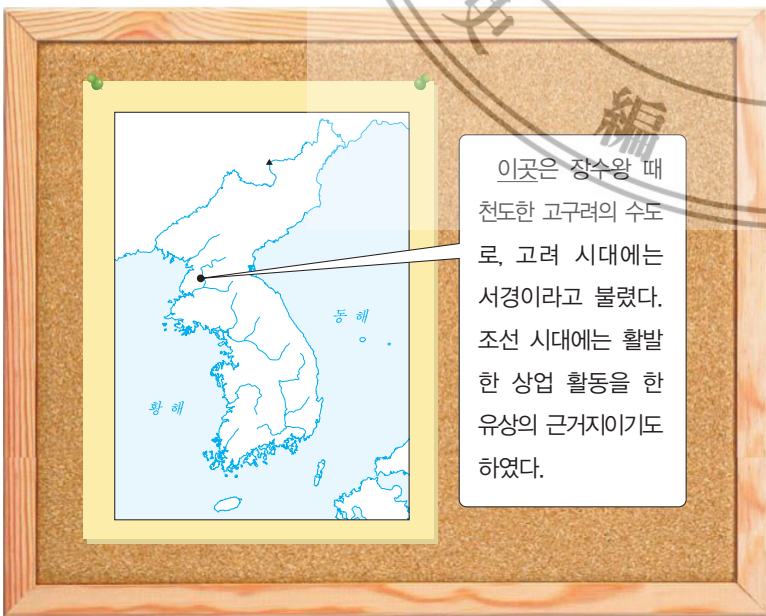 史
編
이곳은 장수왕 때
천도한 고구려의 수도
로, 고려 시대에는
서경이라고 불렸다.
조선 시대에는 활발
한 상업 활동을 한
유상의 근거지이기도
하였다.
동해
황해